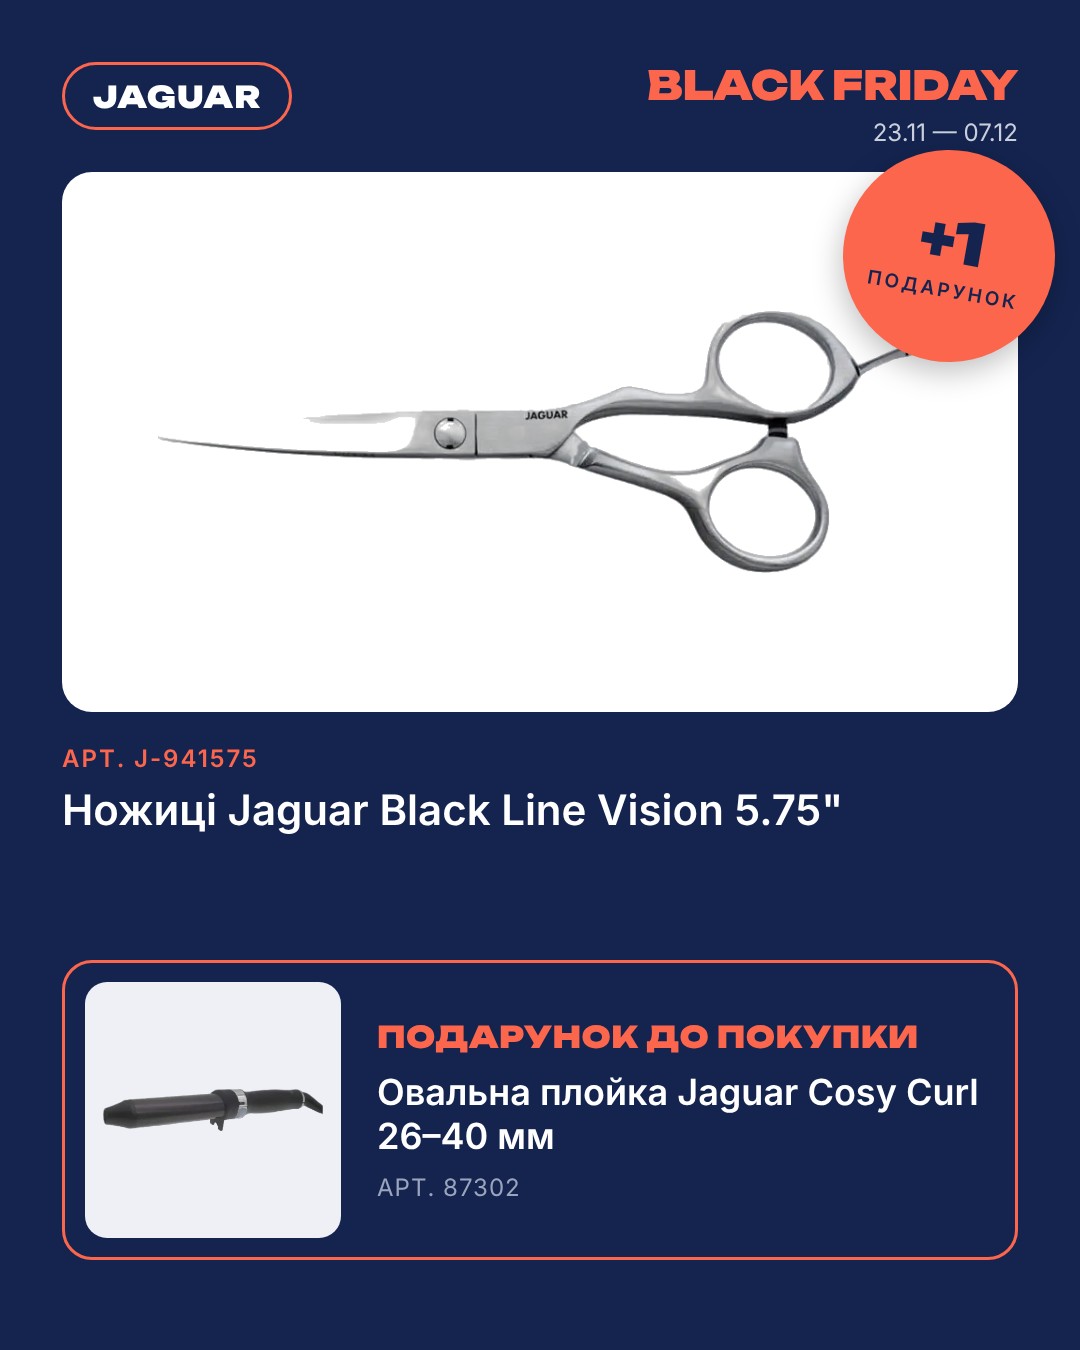 JAGUAR
BLACK FRIDAY
23.11 — 07.12
+1
ПОДАРУНОК
JAGUAR
АРТ. J-941575
Ножиці Jaguar Black Line Vision 5.75"
ПОДАРУНОК ДО ПОКУПКИ
Овальна плойка Jaguar Cosy Curl
26–40 мм
АРТ. 87302